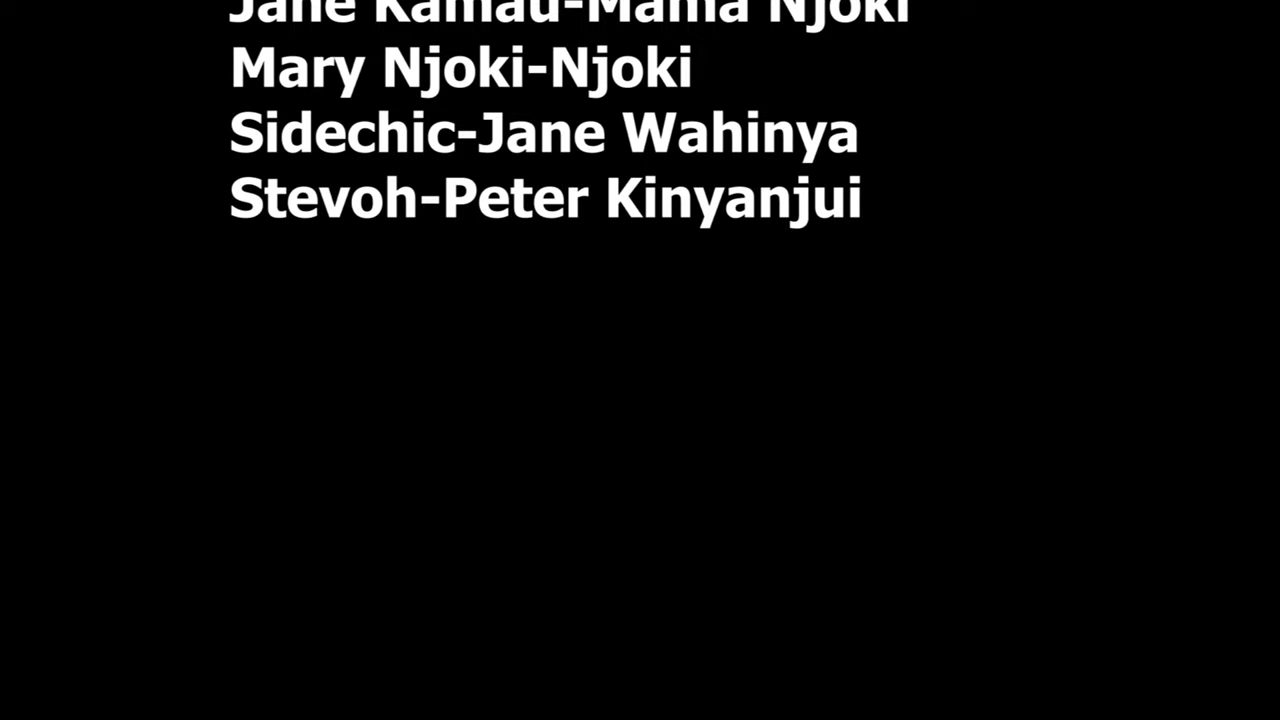 Jane Kamau-Mama Njoki
Mary Njoki-Njoki
Sidechic-Jane Wahinya
Stevoh-Peter Kinyanjui